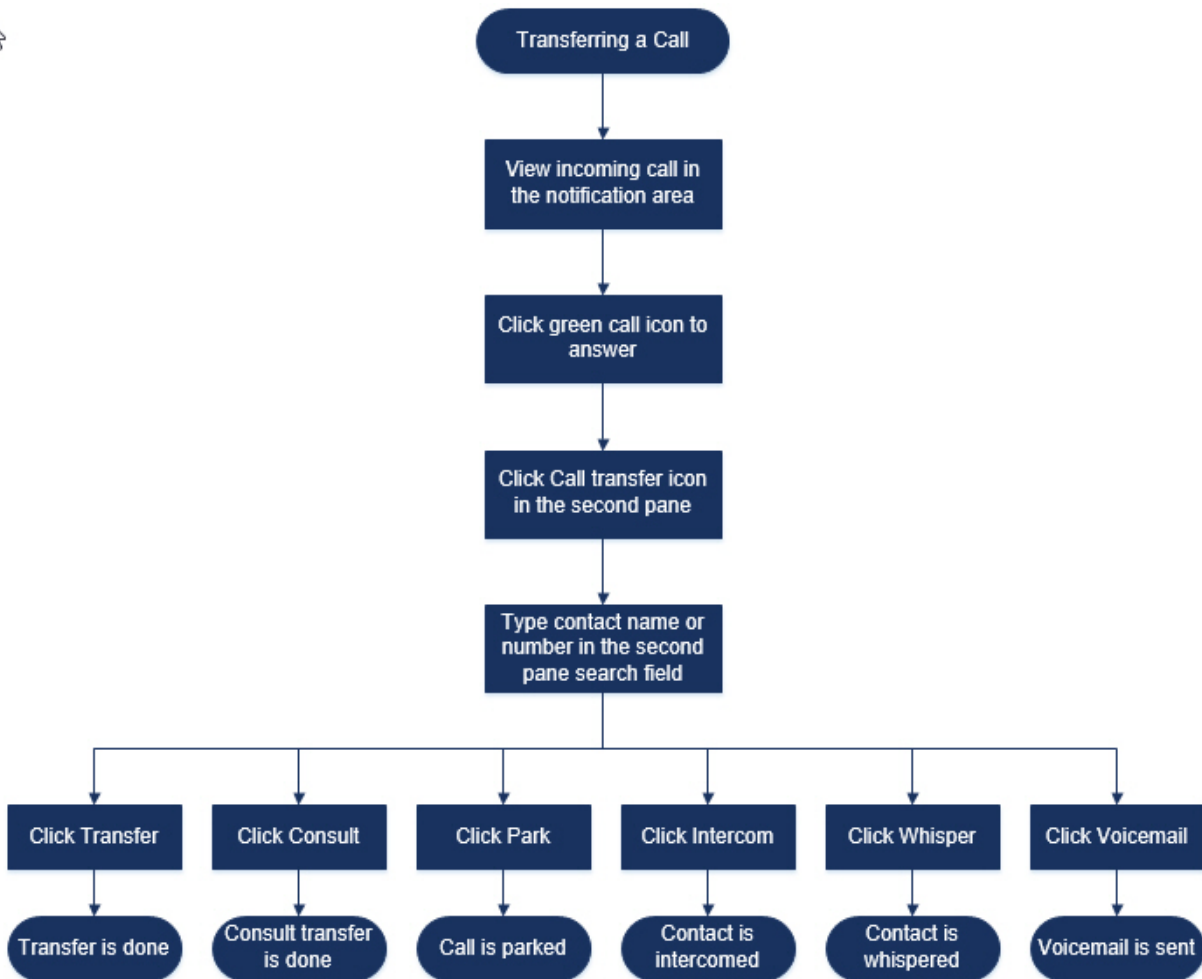 Transferring a Call
View incoming call in
the notification area
Click green call icon to
answer
Click Call transfer icon
in the second pane
Type contact name or
number in the second
pane search field
Click Transfer
Click Consult
Click Park
Click Intercom
Click Whisper
Click Voicemail
Transfer is done
Consult transfer
is done
Call is parked
Contact is
intercomed
Contact is
whispered
Voicemail is sent